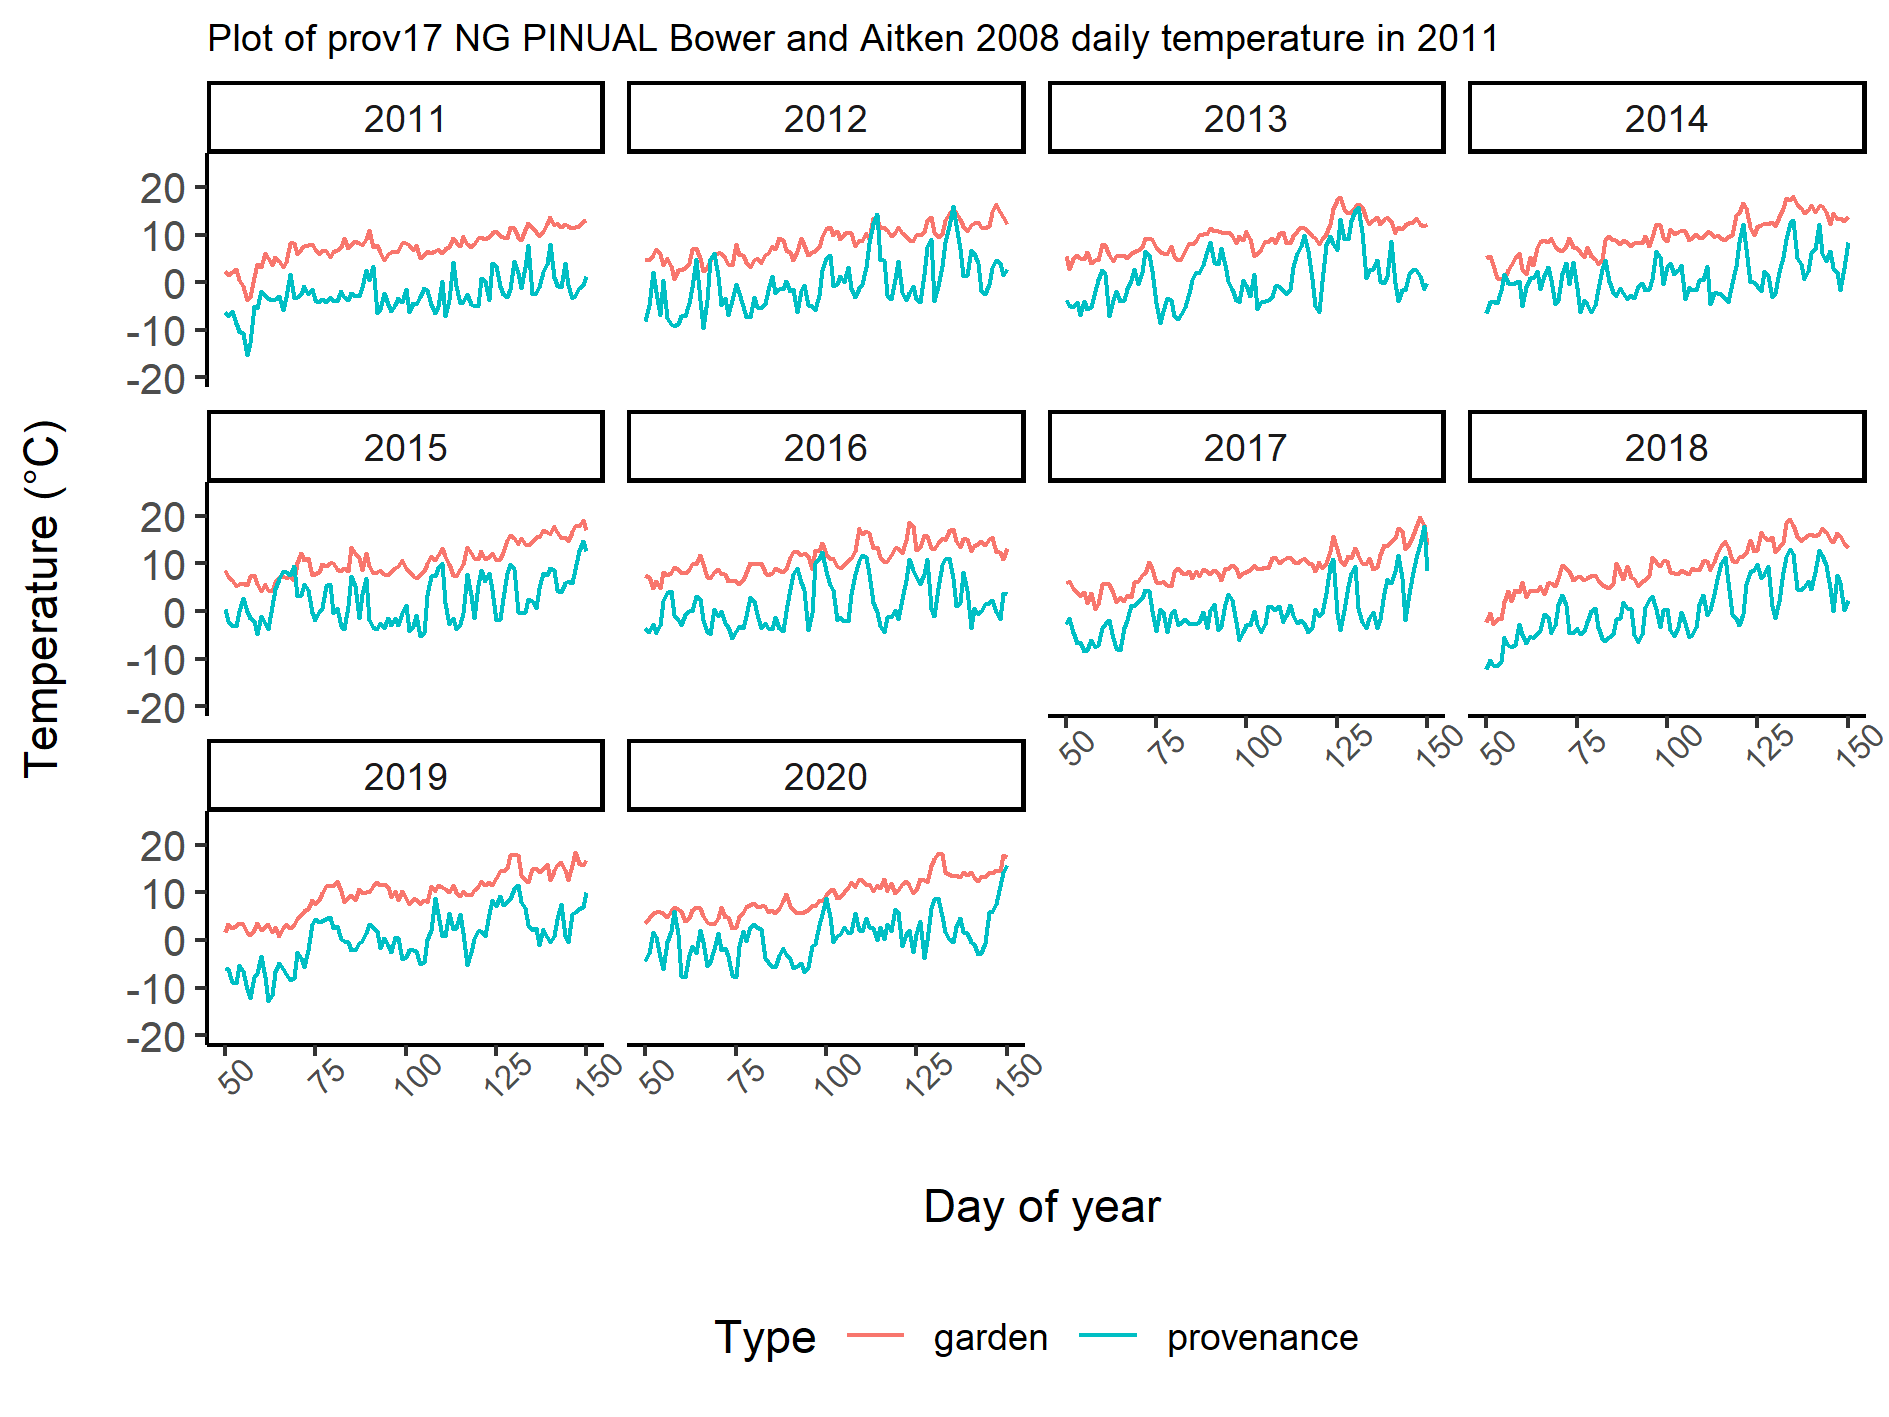 Plot of prov17 NG PINUAL Bower and Aitken 2008 daily temperature in 2011
2011 2012 2013 2014
20
10
0
-10
-20
2015 2016 2017 2018
20
10
0
-10
-20
50 75 100 125 150 50 75 100 125 150
2019 2020
20
10
0
-10
-20
50 75 100 125 150 50 75 100 125 150
Temperature (°C)
Day of year
Type garden provenance